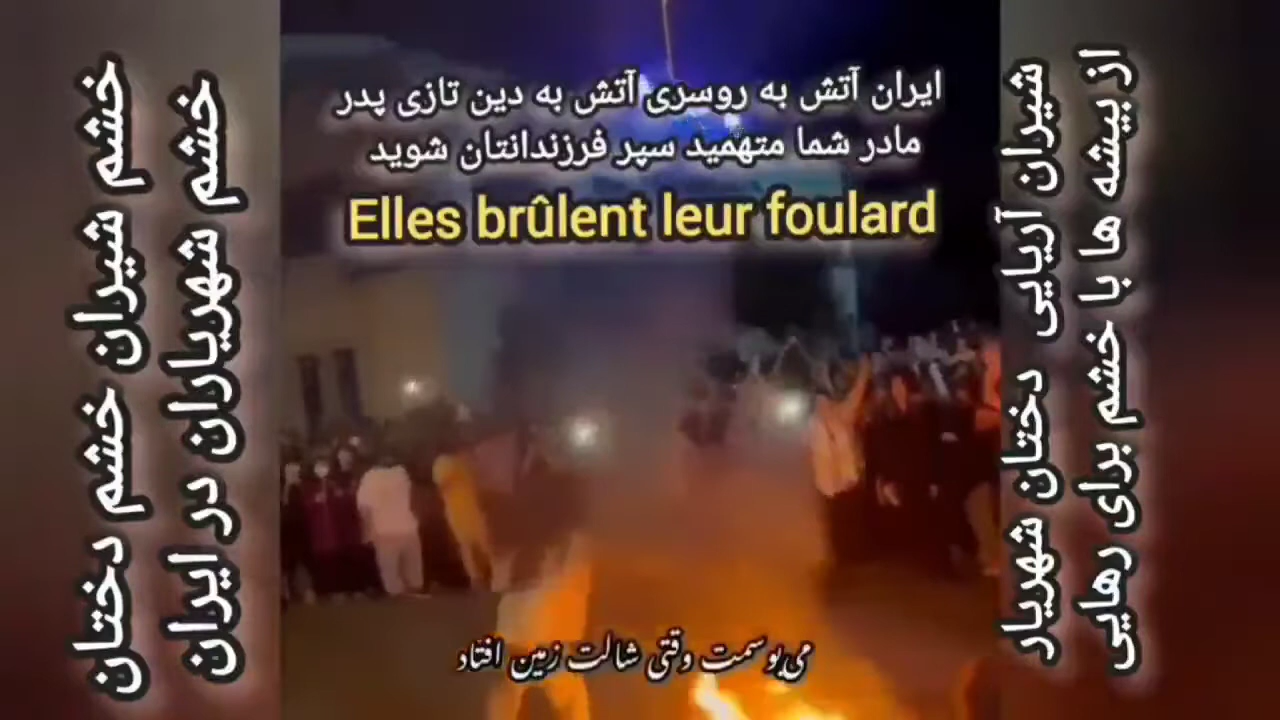 ایران آتش به روسری آتش به دین تازی پدر
مادر شما متهمید سپر فرزندانتان شوید
Elles brûlent leur foulard
خشم شیران خشم دختان
خشم شهریاران در ایران
شیران آریایی دختان شهریار
از بیشه ها با خشم برای رهایی
می‌بوسمت وقتی شالت زمین افتاد